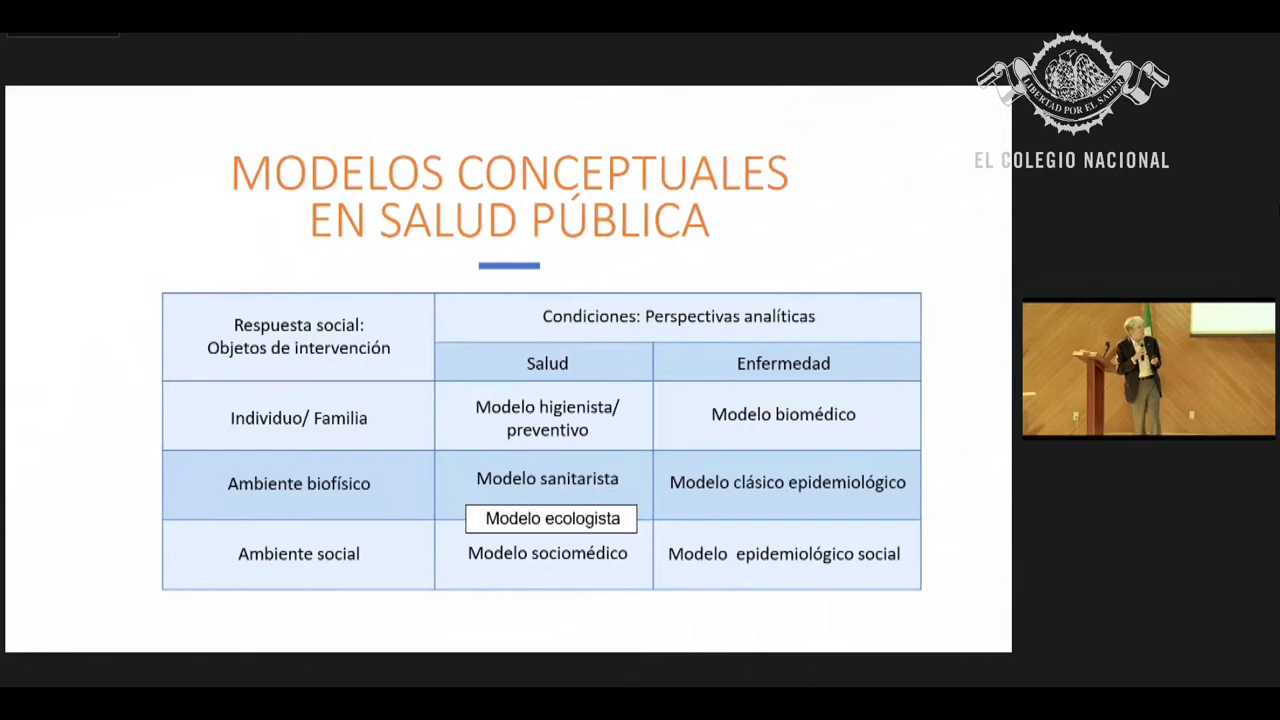 LIBERTAD POR EL SABER
EL COLEGIO NACIONAL
MODELOS CONCEPTUALES
EN SALUD PÚBLICA
Respuesta social:
Objetos de intervención
Condiciones: Perspectivas analíticas
Salud
Enfermedad
Individuo/ Familia
Modelo higienista/
preventivo
Modelo biomédico
Ambiente biofísico
Modelo sanitarista
Modelo clásico epidemiológico
Modelo ecologista
Ambiente social
Modelo sociomédico
Modelo epidemiológico social